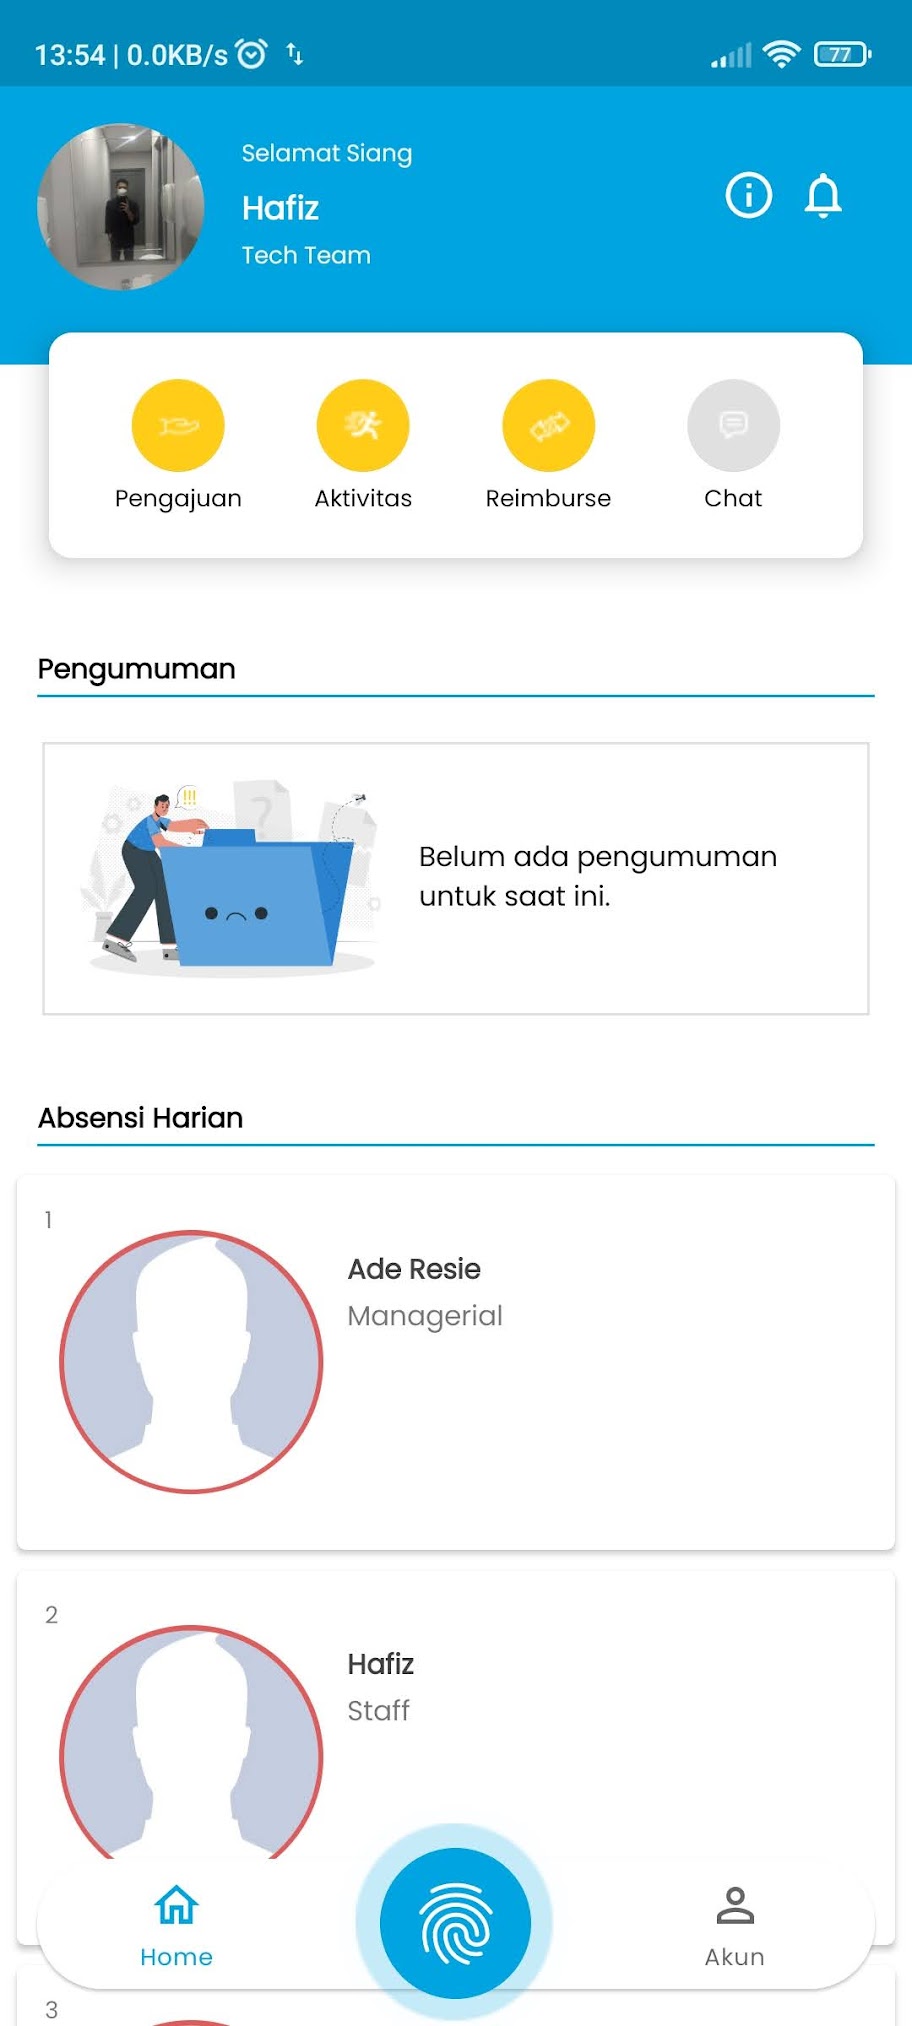 13:54 | 0.0KB/s
77
Selamat Siang
Hafiz
Tech Team
Pengajuan
Aktivitas
Reimburse
Chat
Pengumuman
!!!
?
Belum ada pengumuman
untuk saat ini.
Absensi Harian
1
Ade Resie
Managerial
2
Hafiz
Staff
Home
Akun
3